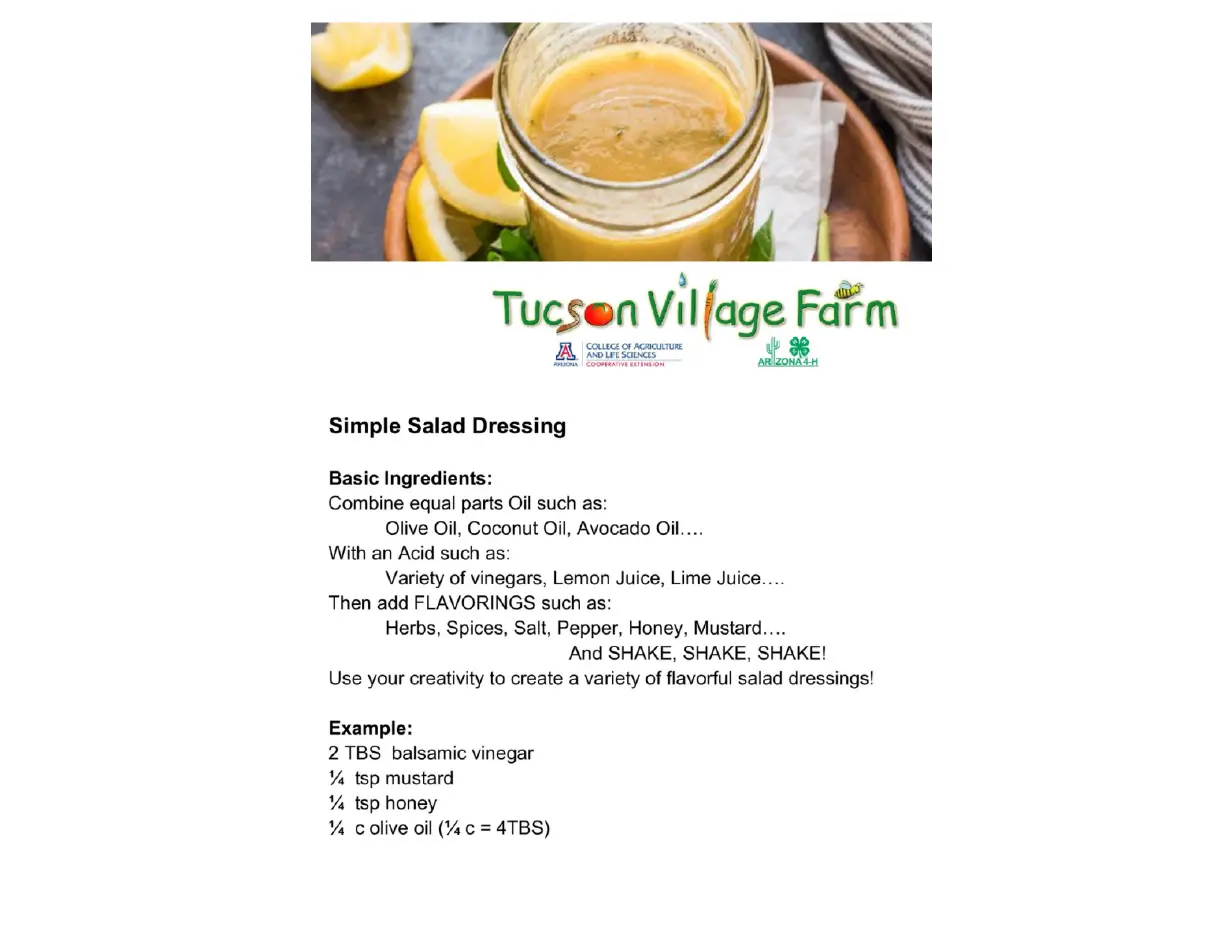 Tucson Village Farm
A
ARIZONA
COLLEGE OF AGRICULTURE
AND LIFE SCIENCES
COOPERATIVE EXTENSION
ARIZONA 4-H
Simple Salad Dressing
Basic Ingredients:
Combine equal parts Oil such as:
Olive Oil, Coconut Oil, Avocado Oil….
With an Acid such as:
Variety of vinegars, Lemon Juice, Lime Juice….
Then add FLAVORINGS such as:
Herbs, Spices, Salt, Pepper, Honey, Mustard….
And SHAKE, SHAKE, SHAKE!
Use your creativity to create a variety of flavorful salad dressings!
Example:
2 TBS  balsamic vinegar
¼  tsp mustard
¼  tsp honey
¼  c olive oil (¼ c = 4TBS)